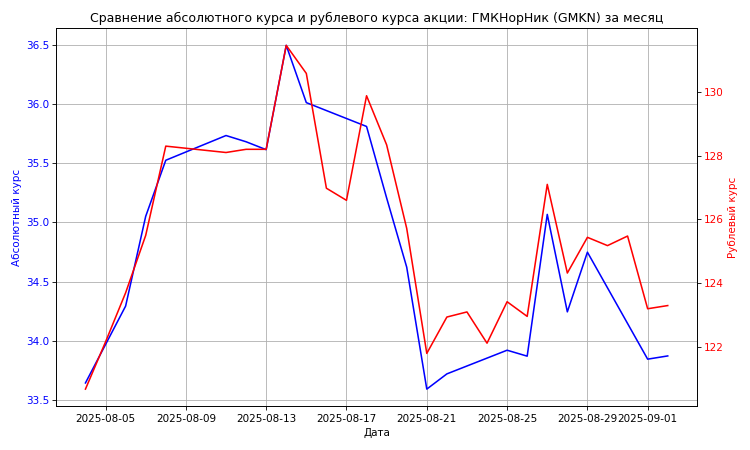 Сравнение абсолютного курса и рублевого курса акции: ГМКНорНик (GMKN) за месяц
36.5
36.0
35.5
35.0
34.5
34.0
33.5
Абсолютный курс
130
128
126
124
122
Рублевый курс
2025-08-05 2025-08-09 2025-08-13 2025-08-17 2025-08-21 2025-08-25 2025-08-29 2025-09-01
Дата